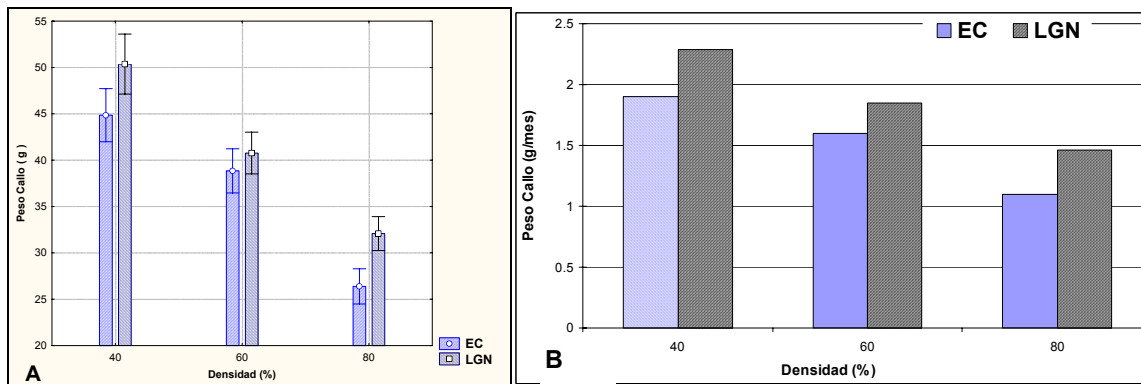 55
50
45
40
35
30
25
20
Peso Callo ( g )
40
60
80
Densidad (%)
A
EC
LGN
2.5
2
1.5
1
0.5
0
Peso Callo (g/mes)
EC
LGN
40
60
80
Densidad (%)
B